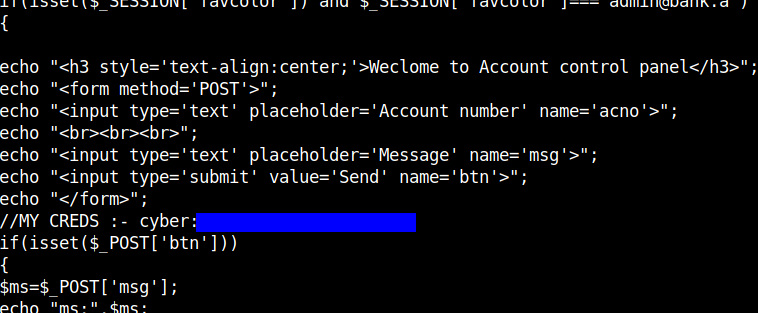 if(isset($_SESSION['favcolor']) and $_SESSION['favcolor']==='admin@bank.a')
{
echo "<h3 style='text-align:center;'>Weclome to Account control panel</h3>";
echo "<form method='POST'>";
echo "<input type='text' placeholder='Account number' name='acno'>";
echo "<br><br><br>";
echo "<input type='text' placeholder='Message' name='msg'>";
echo "<input type='submit' value='Send' name='btn'>";
echo "</form>";
//MY CREDS :- cyber:
if(isset($_POST['btn']))
{
$ms=$_POST['msg'];
echo "ms:".$ms;